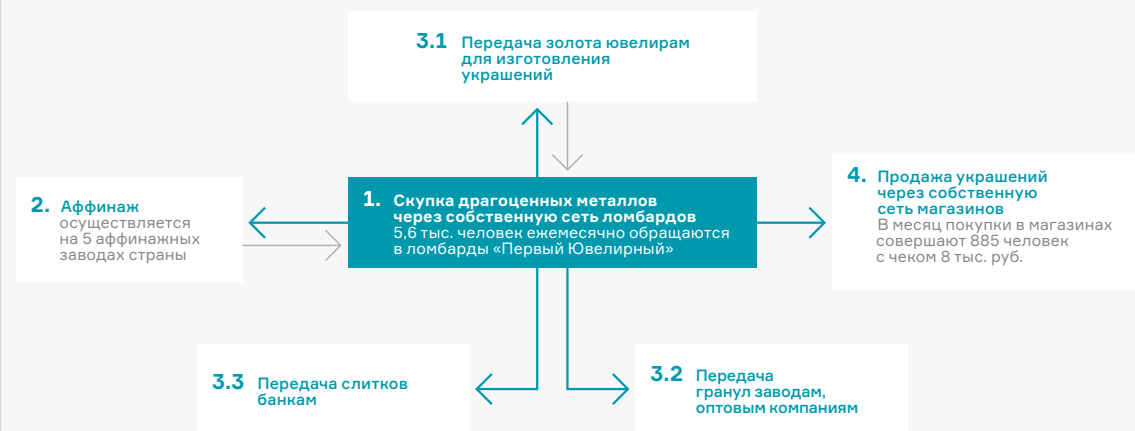 3.1 Передача золота ювелирам
для изготовления
украшений
2. Аффинаж
осуществляется
на 5 аффинажных
заводах страны
1. Скупка драгоценных металлов
через собственную сеть ломбардов
5,6 тыс. человек ежемесячно обращаются
в ломбарды «Первый Ювелирный»
4. Продажа украшений
через собственную
сеть магазинов
В месяц покупки в магазинах
совершают 885 человек
с чеком 8 тыс. руб.
3.3 Передача слитков
банкам
3.2 Передача
гранул заводам,
оптовым компаниям